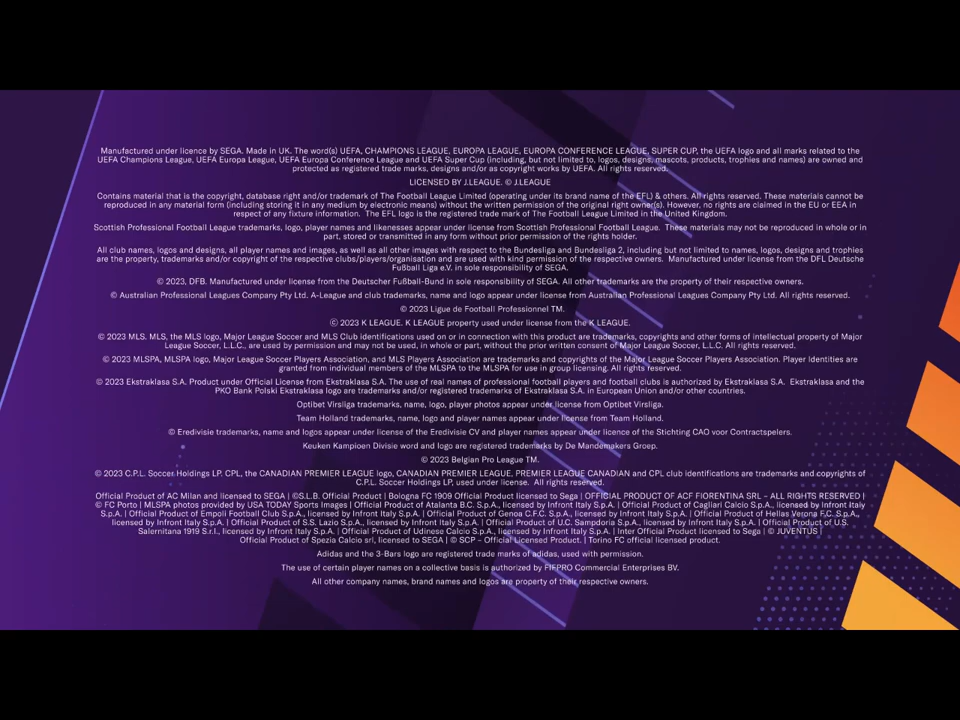 Manufactured under licence by SEGA. Made in UK. The word(s) UEFA, CHAMPIONS LEAGUE, EUROPA LEAGUE, EUROPA CONFERENCE LEAGUE, SUPER CUP, the UEFA logo and all marks related to the
UEFA Champions League, UEFA Europa League, UEFA Europa Conference League and UEFA Super Cup (including, but not limited to, logos, designs, mascots, products, trophies and names) are owned and
protected as registered trade marks, designs and/or as copyright works by UEFA. All rights reserved.
LICENSED BY J.LEAGUE. © J.LEAGUE
Contains material that is the copyright, database right and/or trademark of The Football League Limited (operating under its brand name of the EFL) & others. All rights reserved. These materials cannot be
reproduced in any material form (including storing it in any medium by electronic means) without the written permission of the original right owner(s). However, no rights are claimed in the EU or EEA in
respect of any fixture information. The EFL logo is the registered trade mark of The Football League Limited in the United Kingdom.
Scottish Professional Football League trademarks, logo, player names and likenesses appear under license from Scottish Professional Football League. These materials may not be reproduced in whole or in
part, stored or transmitted in any form without prior permission of the rights holder.
All club names, logos and designs, all player names and images, as well as all other images with respect to the Bundesliga and Bundesliga 2, including but not limited to names, logos, designs and trophies
are the property, trademarks and/or copyright of the respective clubs/players/organisation and are used with kind permission of the respective owners. Manufactured under license from the DFL Deutsche
Fußball Liga e.V. in sole responsibility of SEGA.
© 2023, DFB. Manufactured under license from the Deutscher Fußball-Bund in sole responsibility of SEGA. All other trademarks are the property of their respective owners.
© Australian Professional Leagues Company Pty Ltd. A-League and club trademarks, name and logo appear under license from Australian Professional Leagues Company Pty Ltd. All rights reserved.
© 2023 Ligue de Football Professionnel TM.
ⓒ 2023 K LEAGUE. K LEAGUE property used under license from the K LEAGUE.
© 2023 MLS. MLS, the MLS logo, Major League Soccer and MLS Club identifications used on or in connection with this product are trademarks, copyrights and other forms of intellectual property of Major
League Soccer, L.L.C., are used by permission and may not be used, in whole or part, without the prior written consent of Major League Soccer, L.L.C. All rights reserved.
© 2023 MLSPA, MLSPA logo, Major League Soccer Players Association, and MLS Players Association are trademarks and copyrights of the Major League Soccer Players Association. Player Identities are
granted from individual members of the MLSPA to the MLSPA for use in group licensing. All rights reserved.
© 2023 Ekstraklasa S.A. Product under Official License from Ekstraklasa S.A. The use of real names of professional football players and football clubs is authorized by Ekstraklasa S.A. Ekstraklasa and the
PKO Bank Polski Ekstraklasa logo are trademarks and/or registered trademarks of Ekstraklasa S.A. in European Union and/or other countries.
Optibet Virsliga trademarks, name, logo, player photos appear under license from Optibet Virsliga.
Team Holland trademarks, name, logo and player names appear under license from Team Holland.
© Eredivisie trademarks, name and logos appear under license of the Eredivisie CV and player names appear under licence of the Stichting CAO voor Contractspelers.
Keuken Kampioen Divisie word and logo are registered trademarks by De Mandemakers Groep.
© 2023 Belgian Pro League TM.
© 2023 C.P.L. Soccer Holdings LP. CPL, the CANADIAN PREMIER LEAGUE logo, CANADIAN PREMIER LEAGUE, PREMIER LEAGUE CANADIAN and CPL club identifications are trademarks and copyrights of
C.P.L. Soccer Holdings LP, used under license. All rights reserved.
Official Product of AC Milan and licensed to SEGA | ©S.L.B. Official Product | Bologna FC 1909 Official Product licensed to Sega | OFFICIAL PRODUCT OF ACF FIORENTINA SRL – ALL RIGHTS RESERVED |
© FC Porto | MLSPA photos provided by USA TODAY Sports Images | Official Product of Atalanta B.C. S.p.A., licensed by Infront Italy S.p.A. | Official Product of Cagliari Calcio S.p.A., licensed by Infront Italy
S.p.A. | Official Product of Empoli Football Club S.p.A., licensed by Infront Italy S.p.A. | Official Product of Genoa C.F.C. S.p.A., licensed by Infront Italy S.p.A. | Official Product of Hellas Verona F.C. S.p.A.,
licensed by Infront Italy S.p.A. | Official Product of S.S. Lazio S.p.A., licensed by Infront Italy S.p.A. | Official Product of U.C. Sampdoria S.p.A., licensed by Infront Italy S.p.A. | Official Product of U.S.
Salernitana 1919 S.r.l., licensed by Infront Italy S.p.A. | Official Product of Udinese Calcio S.p.A., licensed by Infront Italy S.p.A. | Inter Official Product licensed to Sega | © JUVENTUS |
Official Product of Spezia Calcio srl, licensed to SEGA | © SCP – Official Licensed Product. | Torino FC official licensed product.
Adidas and the 3-Bars logo are registered trade marks of adidas, used with permission.
The use of certain player names on a collective basis is authorized by FIFPRO Commercial Enterprises BV.
All other company names, brand names and logos are property of their respective owners.